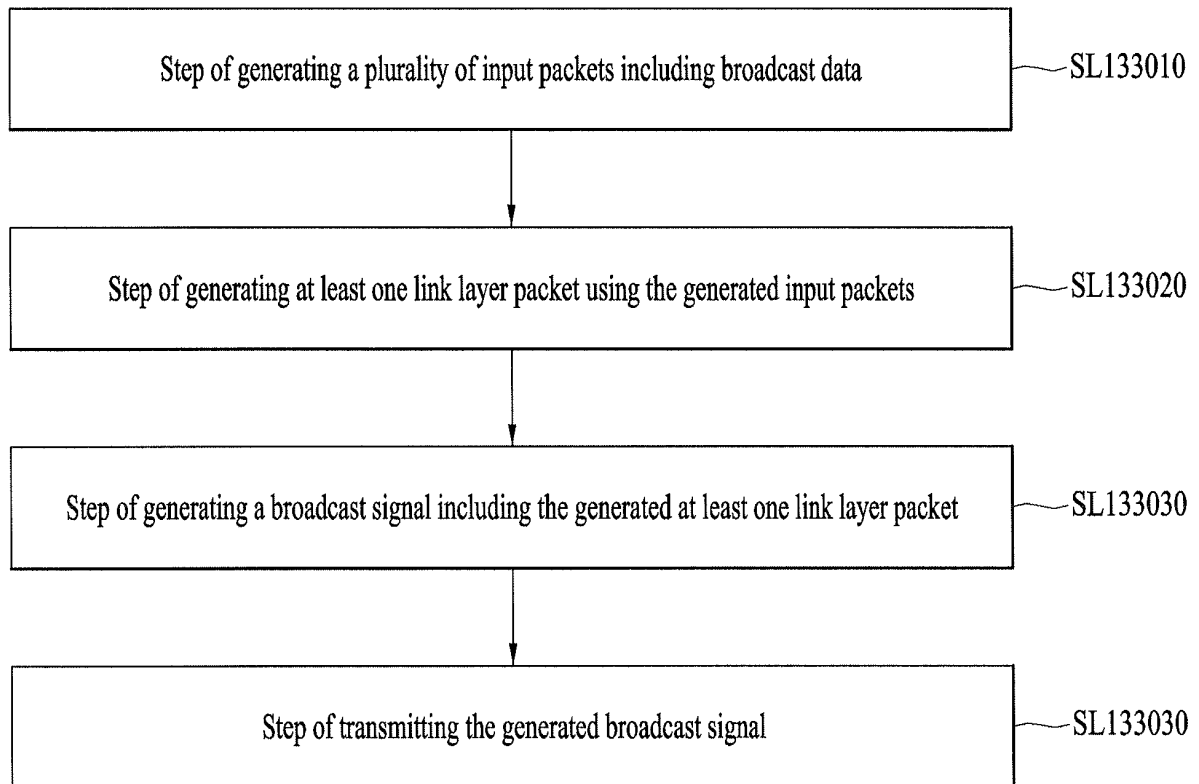 Step of generating a plurality of input packets including broadcast data
SL133010
Step of generating at least one link layer packet using the generated input packets
SL133020
Step of generating a broadcast signal including the generated at least one link layer packet
SL133030
Step of transmitting the generated broadcast signal
SL133030